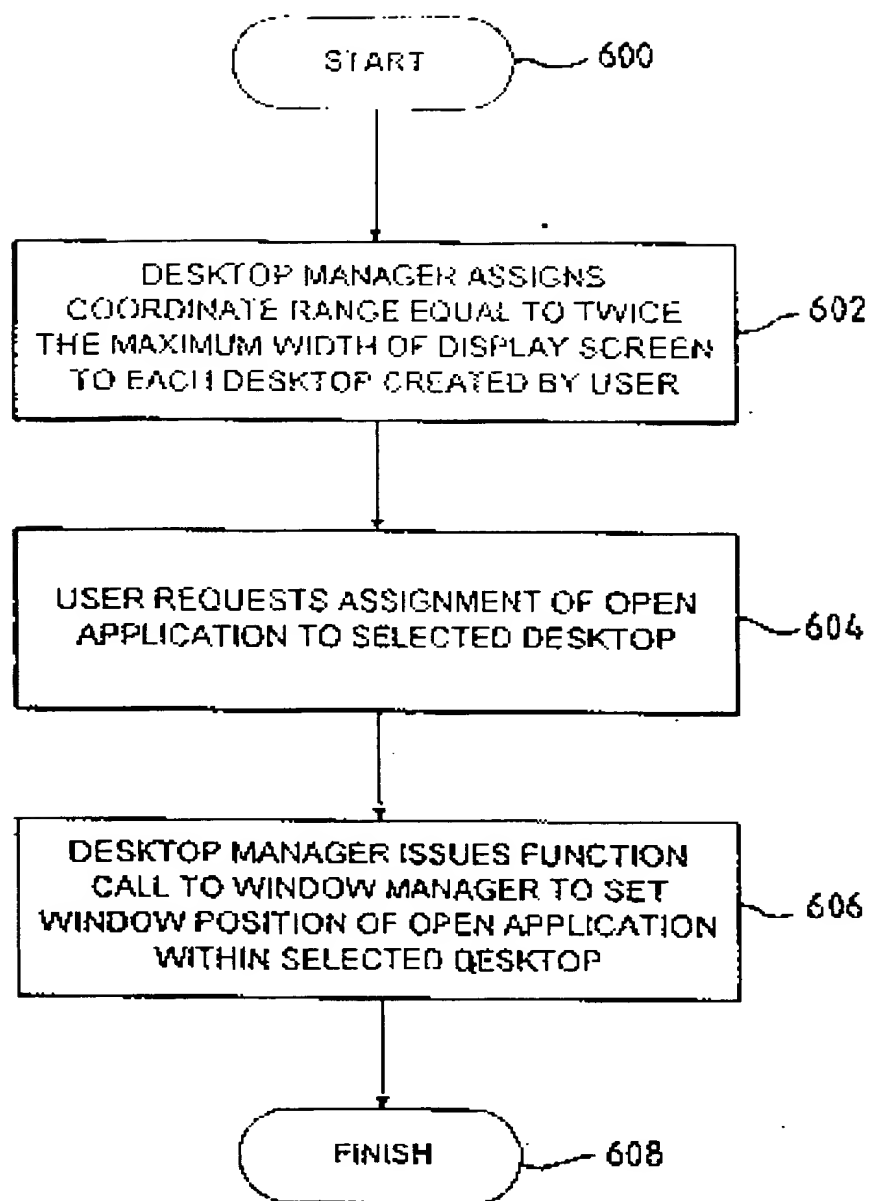 START
600
DESKTOP MANAGER ASSIGNS
COORDINATE RANGE EQUAL TO TWICE
THE MAXIMUM WIDTH OF DISPLAY SCREEN
TO EACH DESKTOP CREATED BY USER
602
USER REQUESTS ASSIGNMENT OF OPEN
APPLICATION TO SELECTED DESKTOP
604
DESKTOP MANAGER ISSUES FUNCTION
CALL TO WINDOW MANAGER TO SET
WINDOW POSITION OF OPEN APPLICATION
WITHIN SELECTED DESKTOP
606
FINISH
608